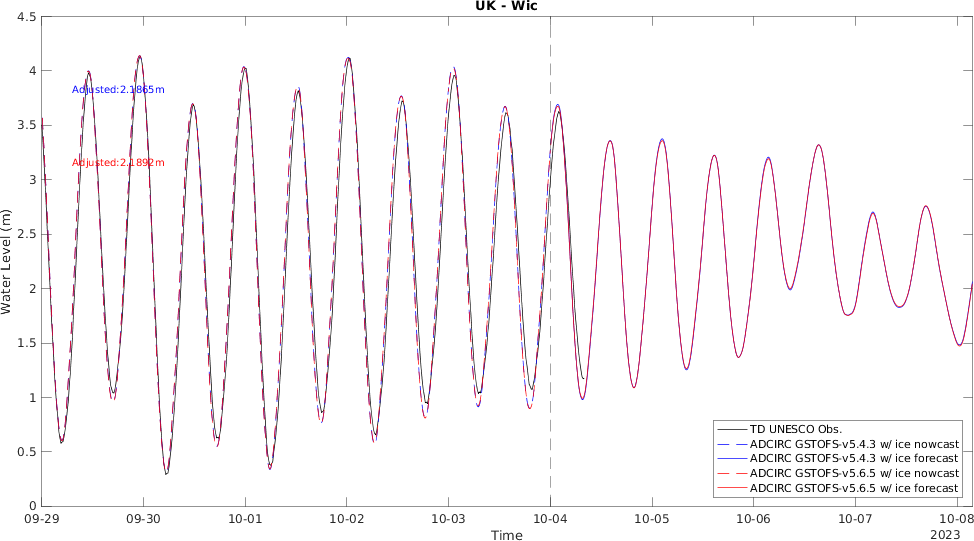 UK - Wic
4.5
4
3.5
3
2.5
2
1.5
1
0.5
0
Water Level (m)
Adjusted:2.1865m
Adjusted:2.1892m
TD UNESCO Obs.
ADCIRC GSTOFS-v5.4.3 w/ ice nowcast
ADCIRC GSTOFS-v5.4.3 w/ ice forecast
ADCIRC GSTOFS-v5.6.5 w/ ice nowcast
ADCIRC GSTOFS-v5.6.5 w/ ice forecast
09-29 09-30 10-01 10-02 10-03 10-04 10-05 10-06 10-07 10-08
Time
2023